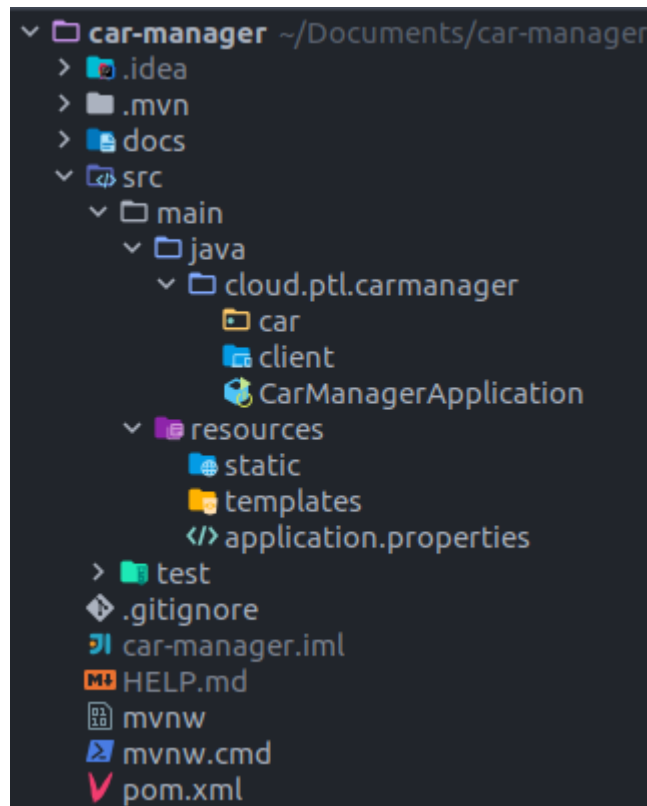 car-manager ~/Documents/car-manager
.idea
.mvn
docs
src
main
java
cloud.ptl.carmanager
car
client
CarManagerApplication
resources
static
templates
application.properties
test
.gitignore
car-manager.iml
HELP.md
mvnw
mvnw.cmd
pom.xml